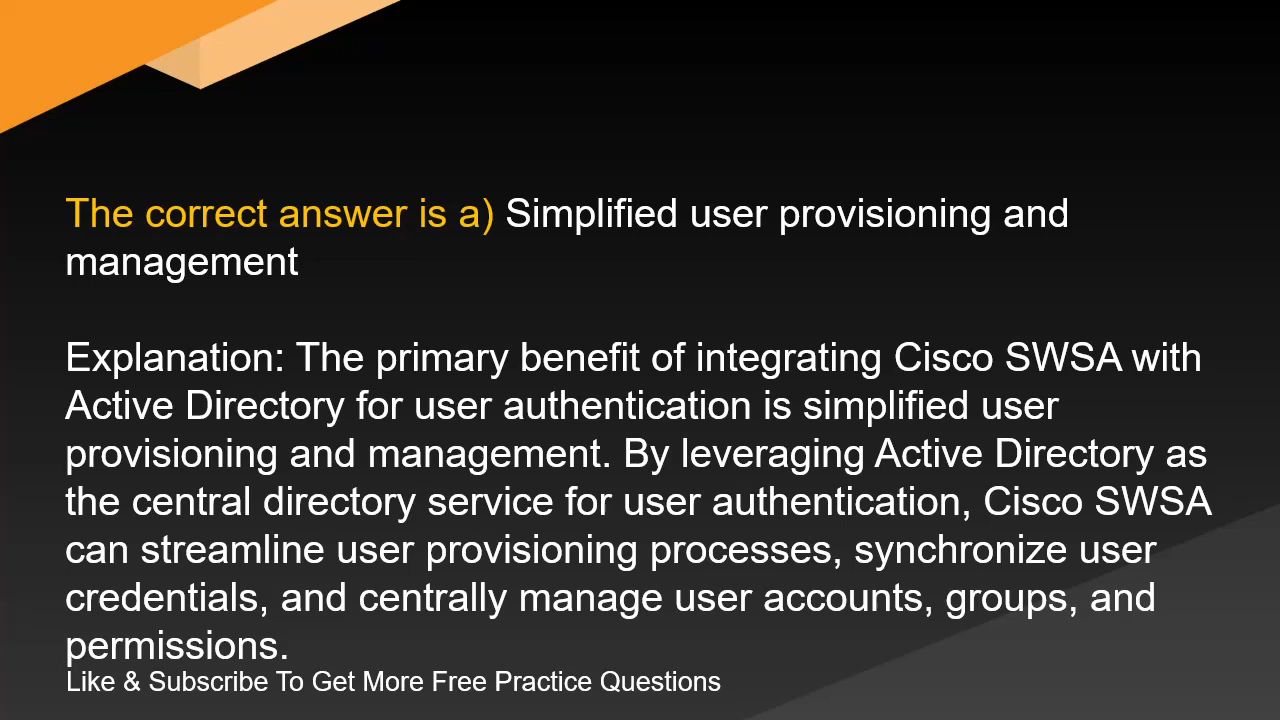 The correct answer is a) Simplified user provisioning and
management
Explanation: The primary benefit of integrating Cisco SWSA with
Active Directory for user authentication is simplified user
provisioning and management. By leveraging Active Directory as
the central directory service for user authentication, Cisco SWSA
can streamline user provisioning processes, synchronize user
credentials, and centrally manage user accounts, groups, and
permissions.
Like & Subscribe To Get More Free Practice Questions